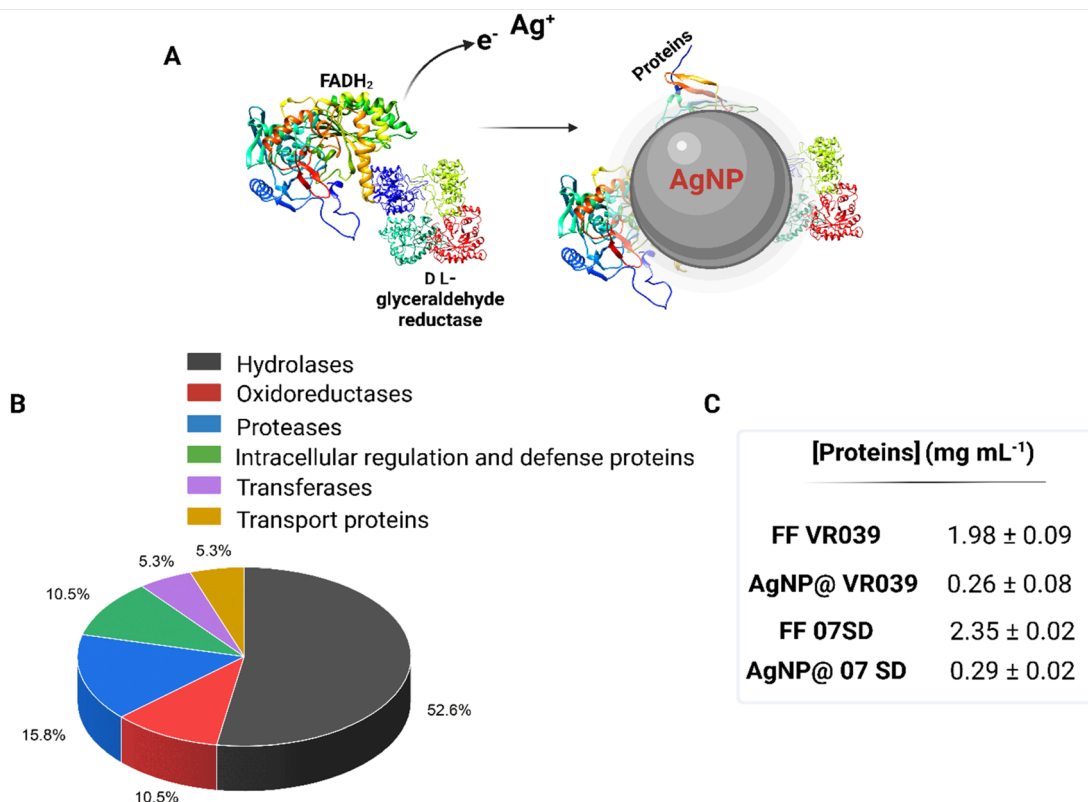 A
e⁻ Ag⁺
FADH₂
Proteins
AgNP
D L-
glyceraldehyde
reductase
B
Hydrolases
Oxidoreductases
Proteases
Intracellular regulation and defense proteins
Transferases
Transport proteins
5.3%
5.3%
10.5%
52.6%
15.8%
10.5%
C
[Proteins] (mg mL⁻¹)
FF VR039 1.98 ± 0.09
AgNP@ VR039 0.26 ± 0.08
FF 07SD 2.35 ± 0.02
AgNP@ 07 SD 0.29 ± 0.02